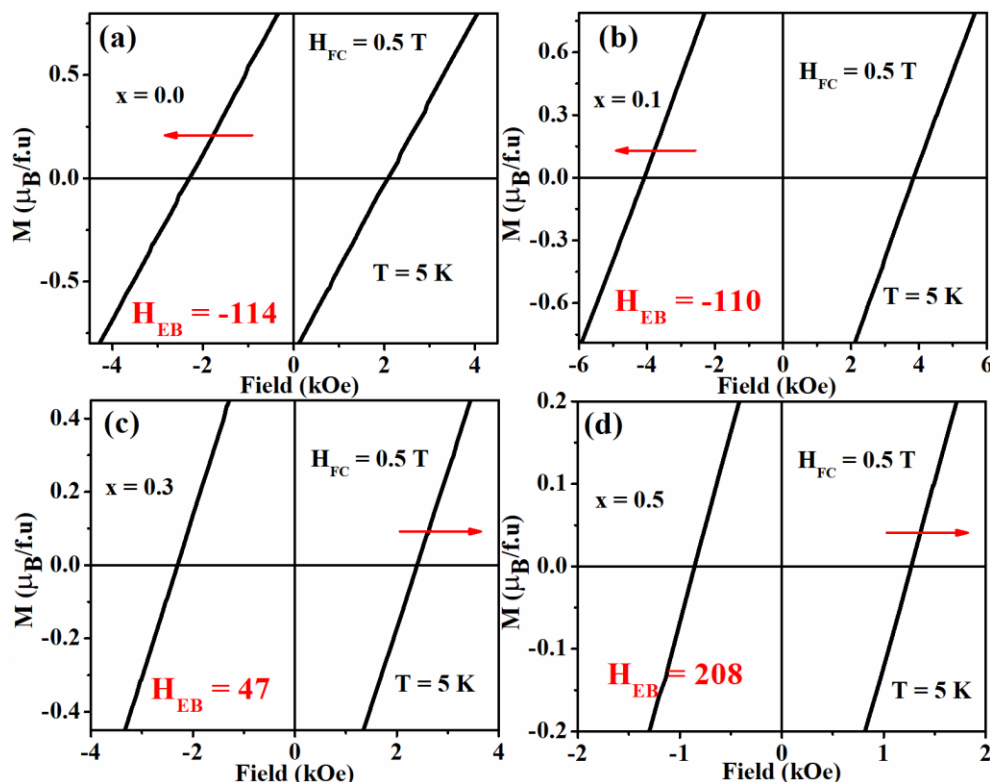 (a)
H_FC = 0.5 T
x = 0.0
0.5
0.0
-0.5
M (μ_B/f.u)
T = 5 K
H_EB = -114
-4 -2 0 2 4
Field (kOe)
(b)
H_FC = 0.5 T
x = 0.1
0.6
0.3
0.0
-0.3
-0.6
M (μ_B/f.u)
T = 5 K
H_EB = -110
-6 -4 -2 0 2 4 6
Field (kOe)
(c)
H_FC = 0.5 T
x = 0.3
0.4
0.2
0.0
-0.2
-0.4
M (μ_B/f.u)
T = 5 K
H_EB = 47
-4 -2 0 2 4
Field (kOe)
(d)
H_FC = 0.5 T
x = 0.5
0.2
0.1
0.0
-0.1
-0.2
M (μ_B/f.u)
T = 5 K
H_EB = 208
-2 -1 0 1 2
Field (kOe)